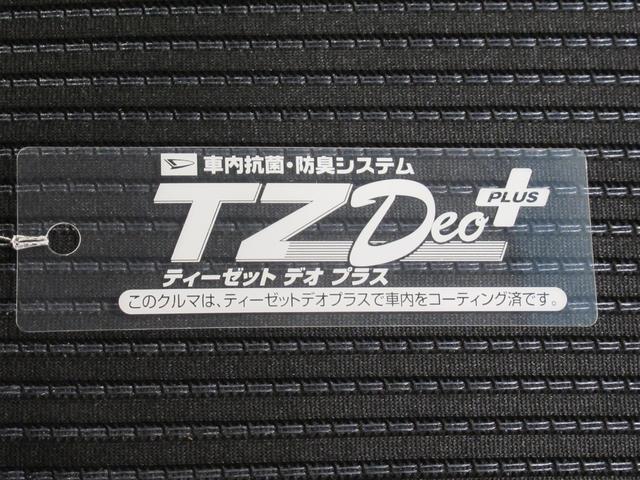 車内抗菌・防臭システム
TZ Deo PLUS
ティーゼット デオ プラス
このクルマは、ティーゼットデオプラスで車内をコーティング済です。